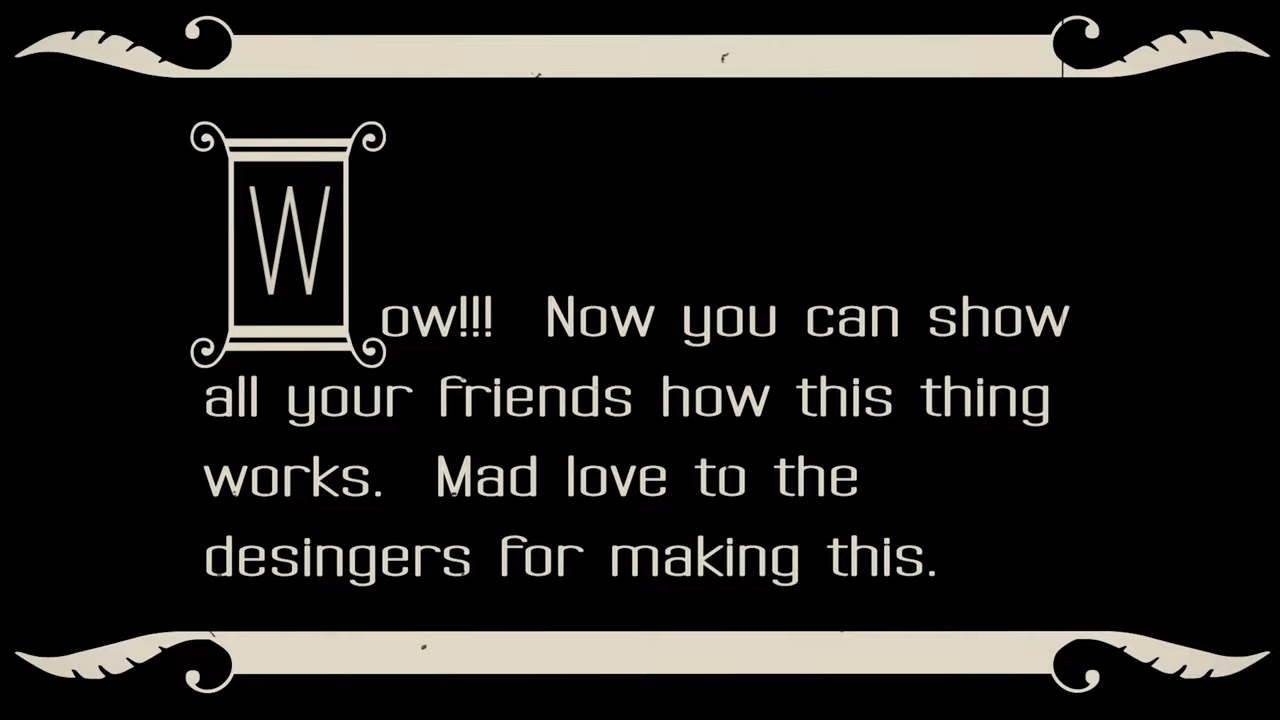 Wow!!! Now you can show
all your friends how this thing
works. Mad love to the
desingers for making this.